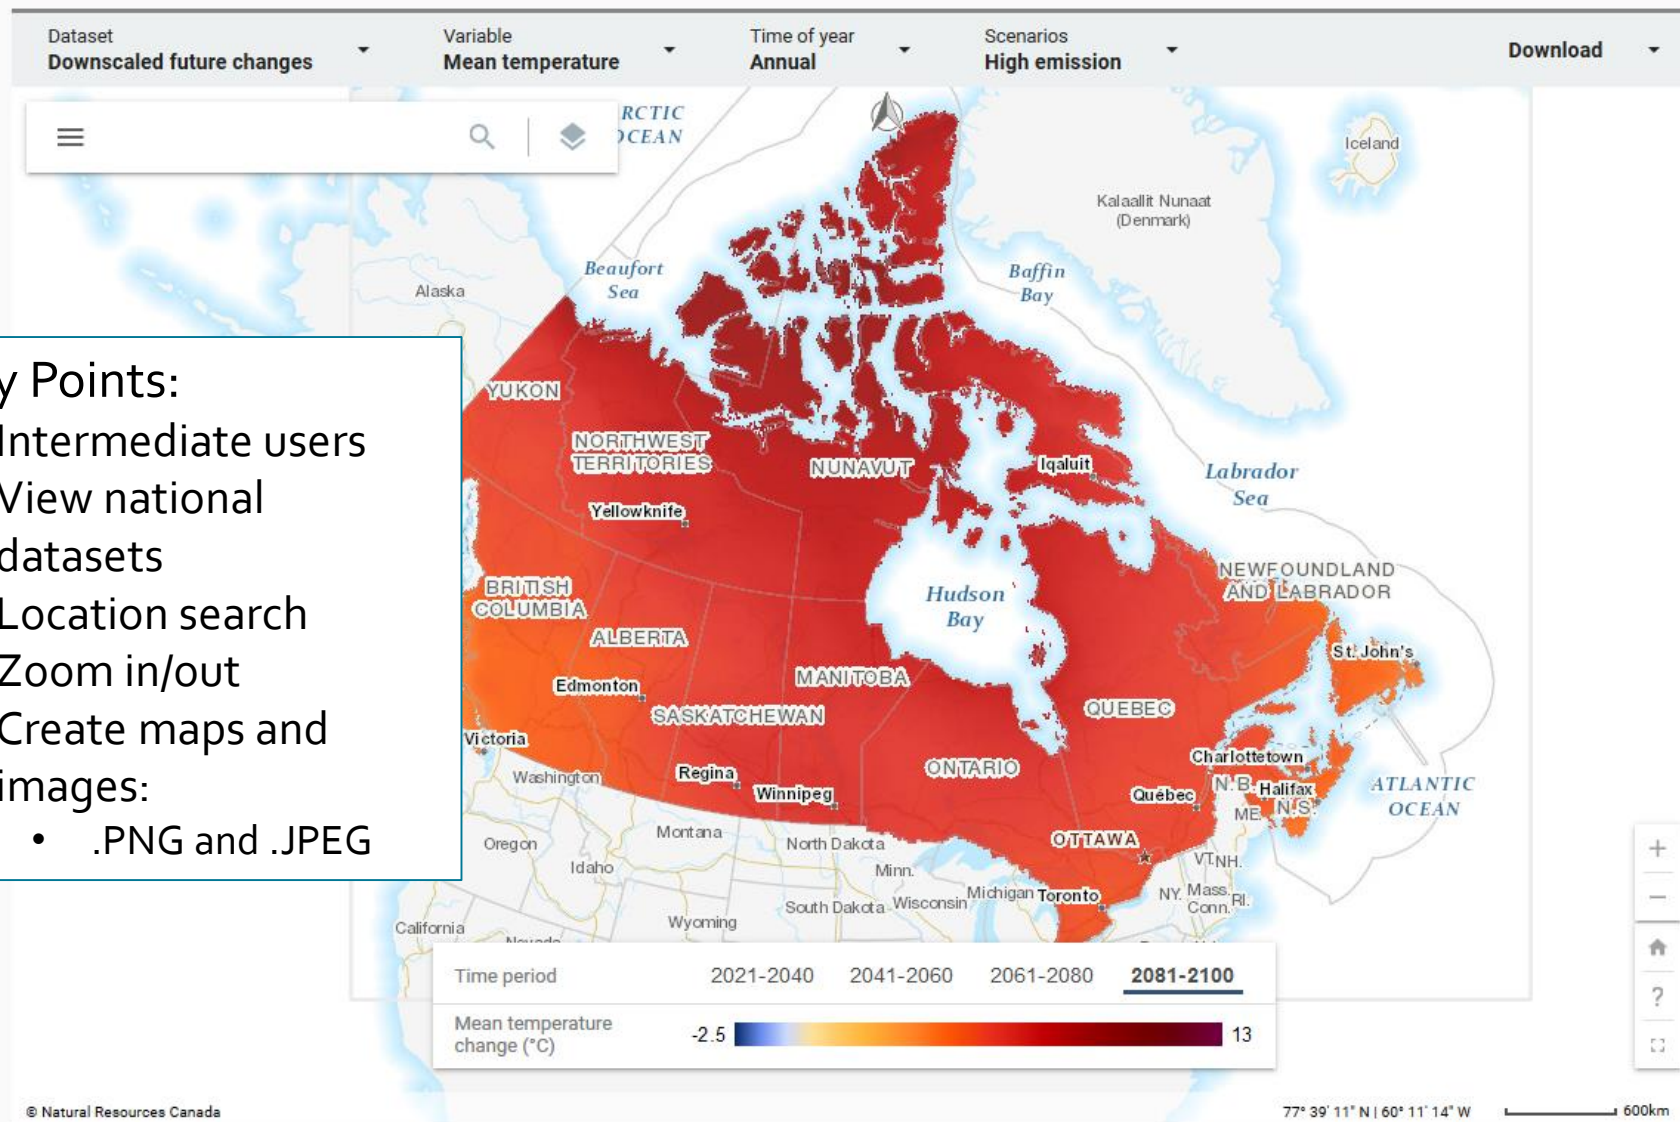 Dataset
Downscaled future changes
Variable
Mean temperature
Time of year
Annual
Scenarios
High emission
Download
RCTIC
OCEAN
Iceland
Kalaallit Nunaat
(Denmark)
Beaufort
Sea
Baffin
Bay
Alaska
y Points:
Intermediate users
View national
datasets
Location search
Zoom in/out
Create maps and
images:
• .PNG and .JPEG
YUKON
NORTHWEST
TERRITORIES
NUNAVUT
Iqaluit
Labrador
Sea
Yellowknife
NEWFOUNDLAND
AND LABRADOR
BRITISH
COLUMBIA
Hudson
Bay
ALBERTA
St. John's
MANITOBA
Edmonton
SASKATCHEWAN
QUEBEC
Victoria
Charlottetown
ONTARIO
Washington
Regina
Winnipeg
Québec
N.B.
Halifax
N.S.
ATLANTIC
OCEAN
ME.
Montana
OTTAWA
Oregon
North Dakota
VT.
NH.
Idaho
Minn.
Michigan
Toronto
NY.
Mass.
RI.
Conn.
South Dakota
Wisconsin
Wyoming
California
Nevada
Time period
2021-2040
2041-2060
2061-2080
2081-2100
Mean temperature
change (°C)
-2.5
13
+
−
?
© Natural Resources Canada
77° 39' 11" N | 60° 11' 14" W
600km